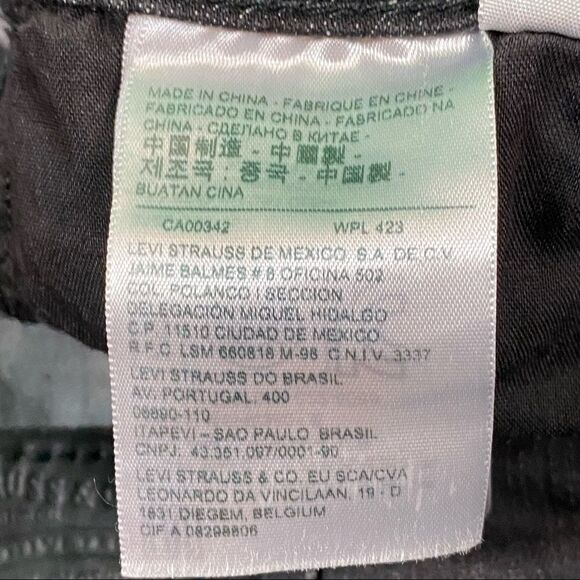 MADE IN CHINA - FABRIQUE EN CHINE -
FABRICADO EN CHINA - FABRICADO NA
CHINA - СДЕЛАНО В КИТАЕ -
中國制造 - 中國製 -
제조국: 중국 - 中國製 -
BUATAN CINA
CA00342 WPL 423
LEVI STRAUSS DE MEXICO, S.A. DE C.V.
JAIME BALMES # 8 OFICINA 502
COL. POLANCO I SECCION
DELEGACIÓN MIGUEL HIDALGO
C.P. 11510 CIUDAD DE MEXICO
R.F.C. LSM 660818 M-96 C.N.I.V. 3337
LEVI STRAUSS DO BRASIL
AV. PORTUGAL, 400
06690-110
ITAPEVI – SAO PAULO BRASIL
CNPJ: 43.351.097/0001-90
LEVI STRAUSS & CO. EU SCA/CVA
LEONARDO DA VINCILAAN, 19 - D
1831 DIEGEM, BELGIUM
CIF A 08298806